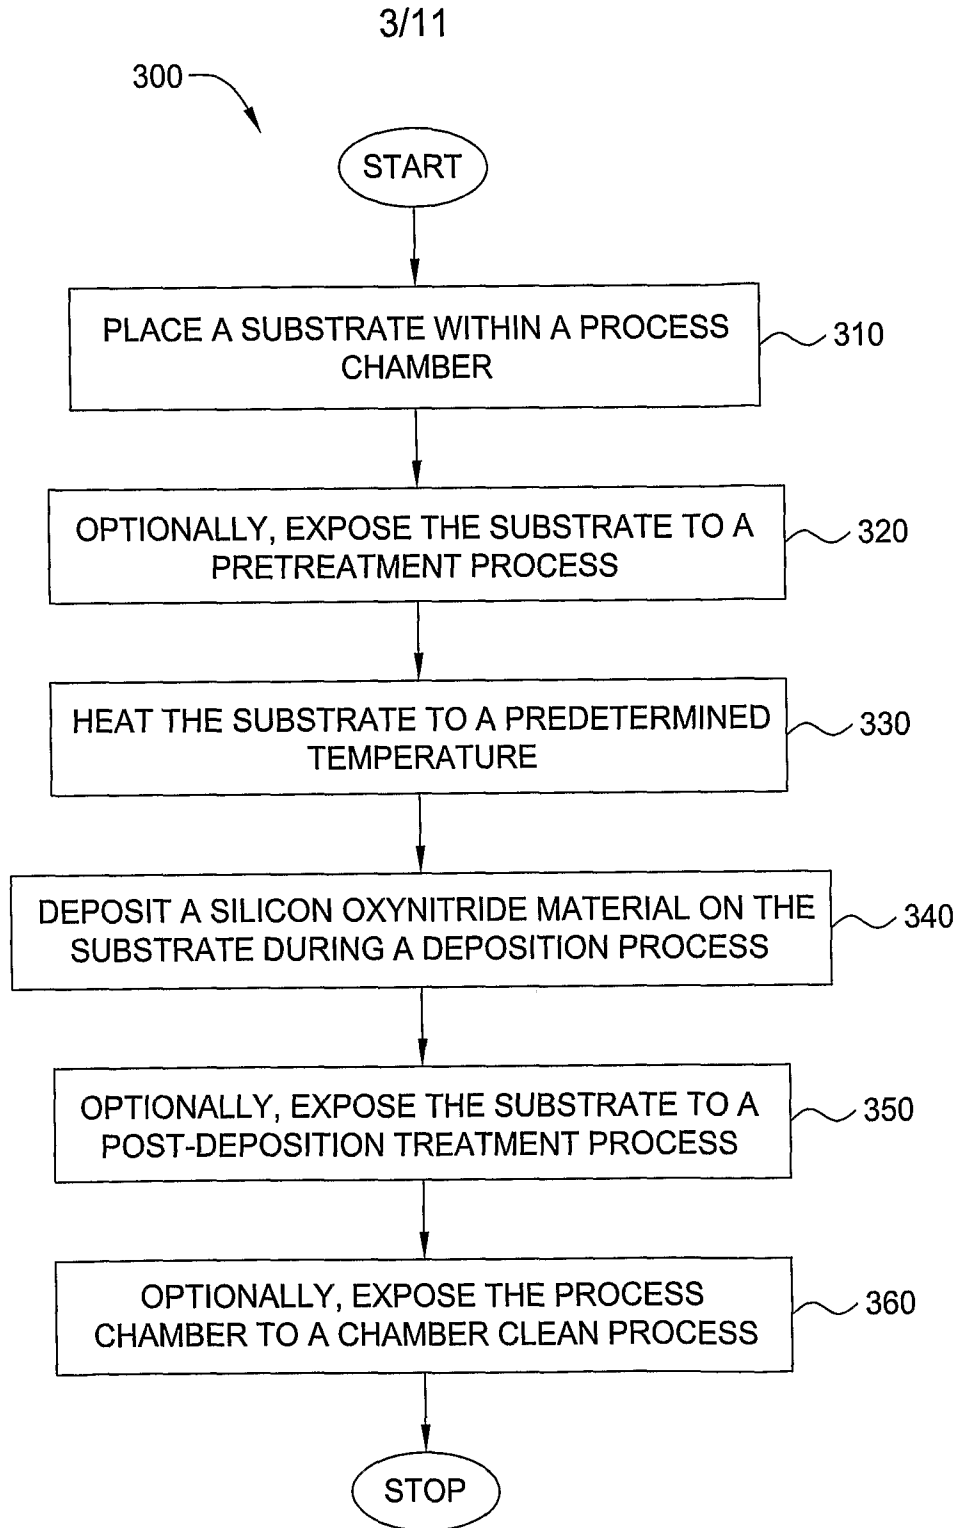 3/11
300
START
PLACE A SUBSTRATE WITHIN A PROCESS
CHAMBER
310
OPTIONALLY, EXPOSE THE SUBSTRATE TO A
PRETREATMENT PROCESS
320
HEAT THE SUBSTRATE TO A PREDETERMINED
TEMPERATURE
330
DEPOSIT A SILICON OXYNITRIDE MATERIAL ON THE
SUBSTRATE DURING A DEPOSITION PROCESS
340
OPTIONALLY, EXPOSE THE SUBSTRATE TO A
POST-DEPOSITION TREATMENT PROCESS
350
OPTIONALLY, EXPOSE THE PROCESS
CHAMBER TO A CHAMBER CLEAN PROCESS
360
STOP